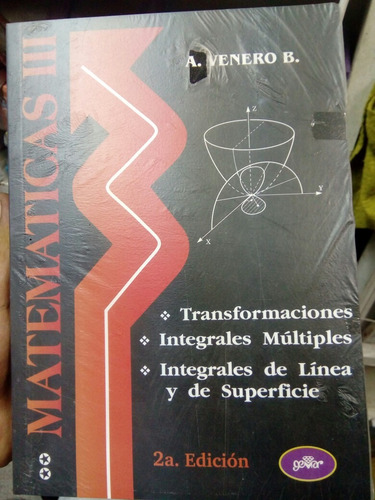 A. VENERO B.
MATEMATICAS III
Z
Y
X
❖ Transformaciones
❖ Integrales Múltiples
❖ Integrales de Línea
y de Superficie
2a. Edición
gemar